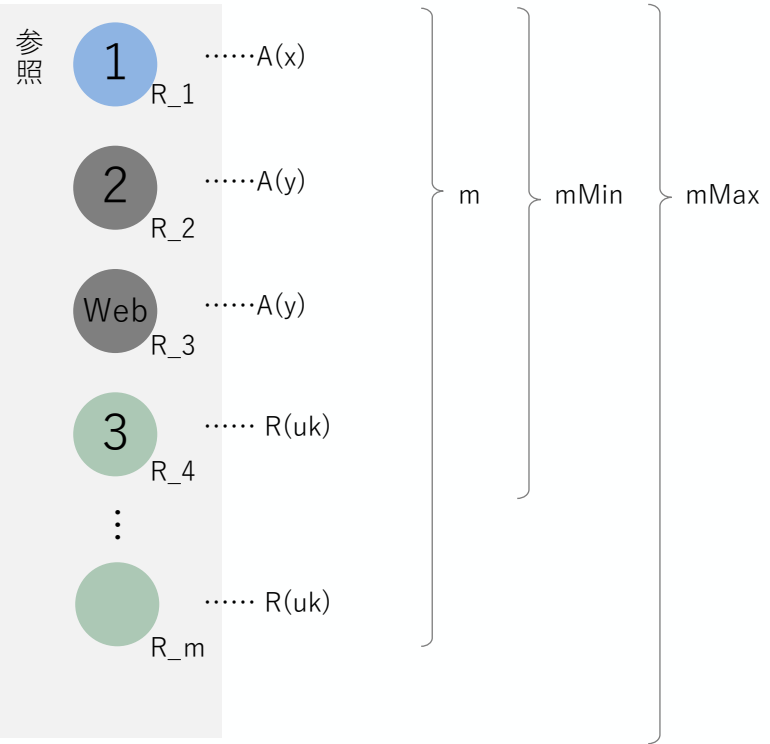 参照
1
R_1
……A(x)
2
R_2
……A(y)
Web
R_3
……A(y)
3
R_4
…… R(uk)
⋮
R_m
…… R(uk)
m
mMin
mMax